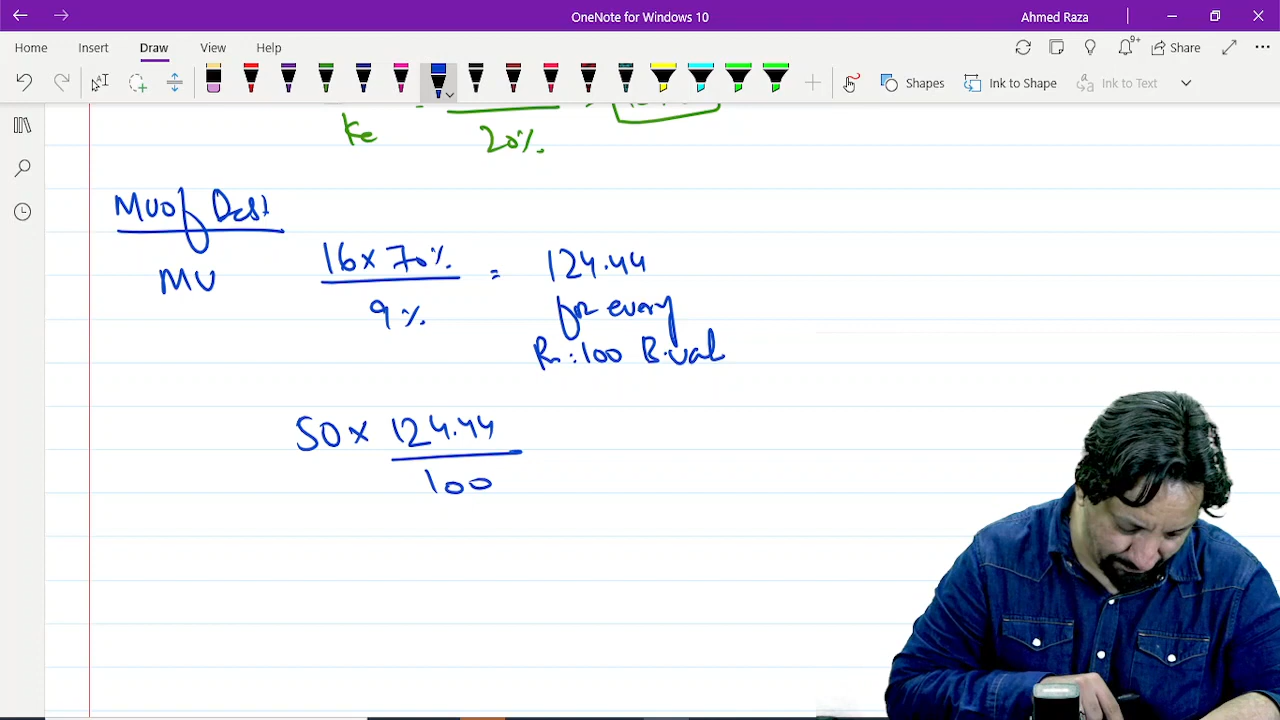 OneNote for Windows 10
Ahmed Raza
Home Insert Draw View Help
9+ Share
Shapes Ink to Shape Ink to Text
Ke = 20%
MV of Debt
MV 16 x 70% = 124.44
9%
for every
Rs:100 B.val
50 x 124.44
100